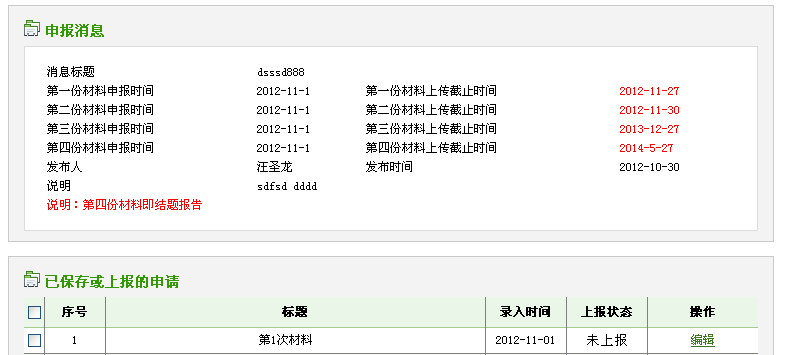 申报消息
消息标题 dsssd888
第一份材料申报时间 2012-11-1 第一份材料上传截止时间 2012-11-27
第二份材料申报时间 2012-11-1 第二份材料上传截止时间 2012-11-30
第三份材料申报时间 2012-11-1 第三份材料上传截止时间 2013-12-27
第四份材料申报时间 2012-11-1 第四份材料上传截止时间 2014-5-27
发布人 汪圣龙 发布时间 2012-10-30
说明 sdfsd dddd
说明：第四份材料即结题报告
已保存或上报的申请
序号 标题 录入时间 上报状态 操作
1 第1次材料 2012-11-01 未上报 编辑